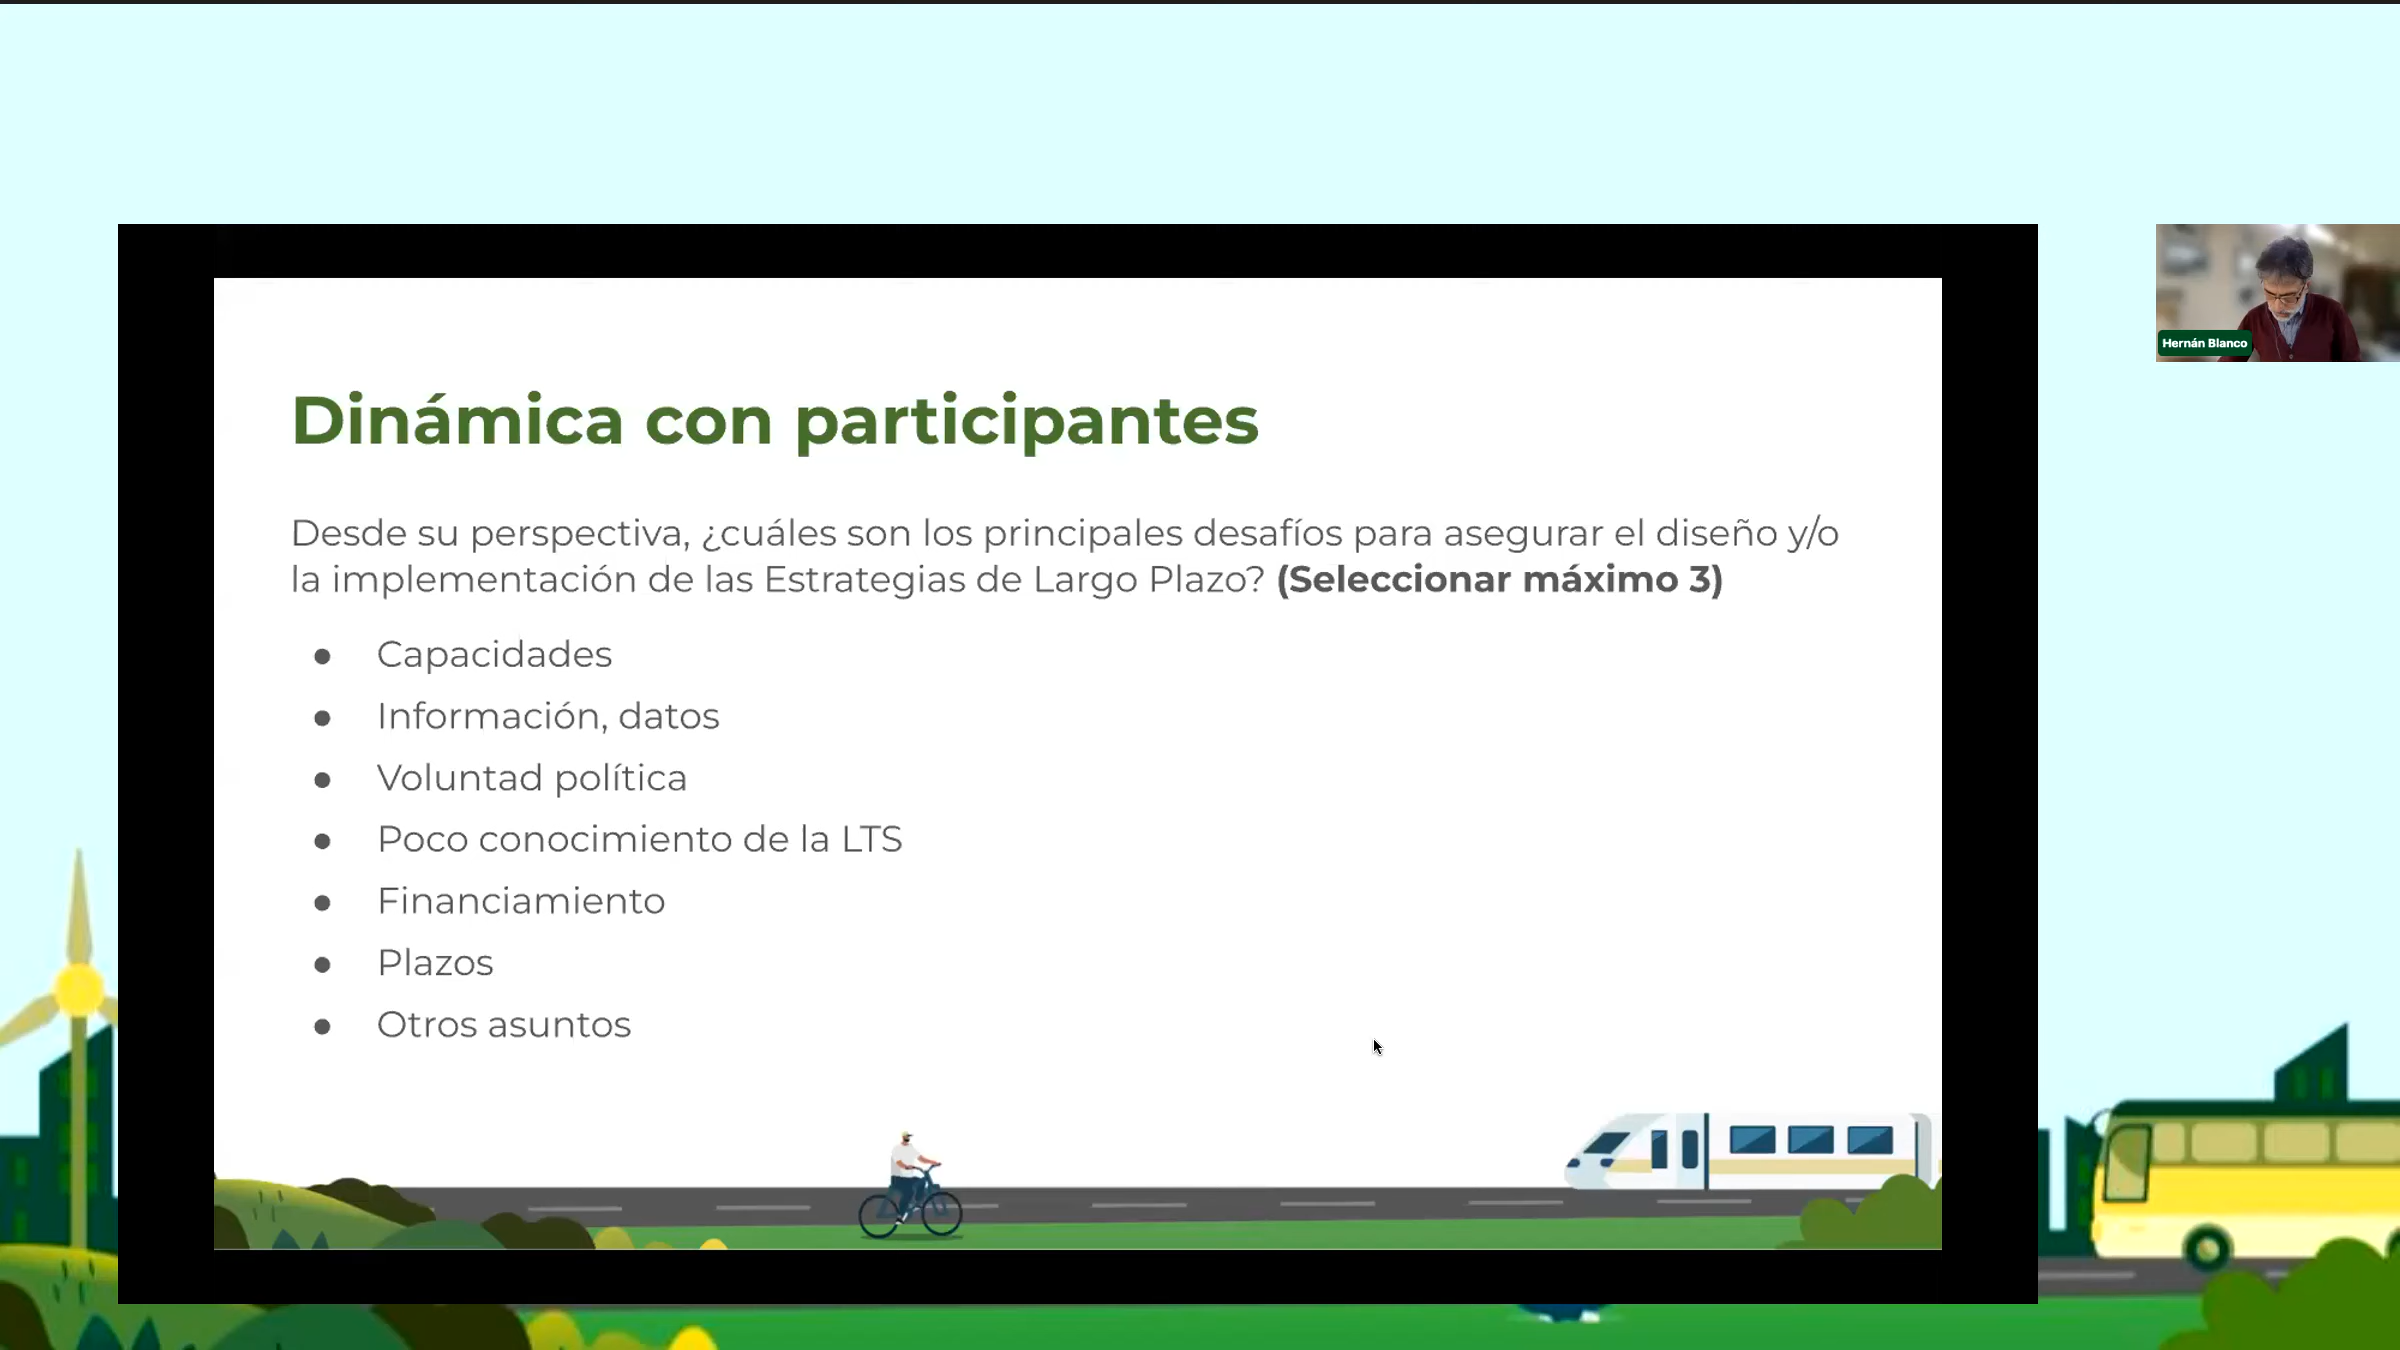 Dinámica con participantes
Desde su perspectiva, ¿cuáles son los principales desafíos para asegurar el diseño y/o
la implementación de las Estrategias de Largo Plazo? (Seleccionar máximo 3)
● Capacidades
● Información, datos
● Voluntad política
● Poco conocimiento de la LTS
● Financiamiento
● Plazos
● Otros asuntos
Hernán Blanco